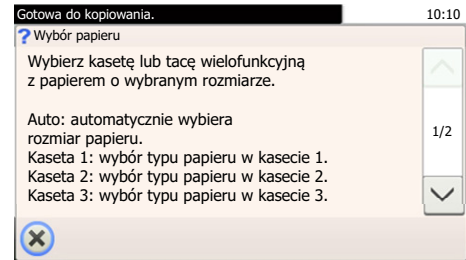 Gotowa do kopiowania.
10:10
? Wybór papieru
Wybierz kasetę lub tacę wielofunkcyjną
z papierem o wybranym rozmiarze.
Auto: automatycznie wybiera
rozmiar papieru.
Kaseta 1: wybór typu papieru w kasecie 1.
Kaseta 2: wybór typu papieru w kasecie 2.
Kaseta 3: wybór typu papieru w kasecie 3.
1/2